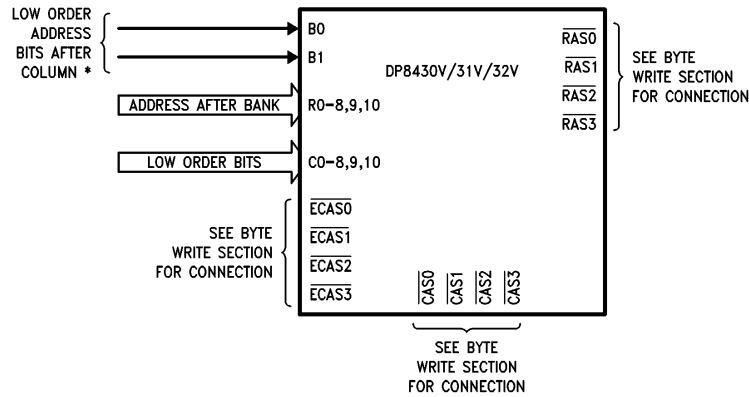 LOW ORDER
ADDRESS
BITS AFTER
COLUMN *
B0
B1
ADDRESS AFTER BANK
R0-8,9,10
LOW ORDER BITS
C0-8,9,10
DP8430V/31V/32V
RAS0
RAS1
RAS2
RAS3
SEE BYTE
WRITE SECTION
FOR CONNECTION
SEE BYTE
WRITE SECTION
FOR CONNECTION
ECAS0
ECAS1
ECAS2
ECAS3
CAS0
CAS1
CAS2
CAS3
SEE BYTE
WRITE SECTION
FOR CONNECTION